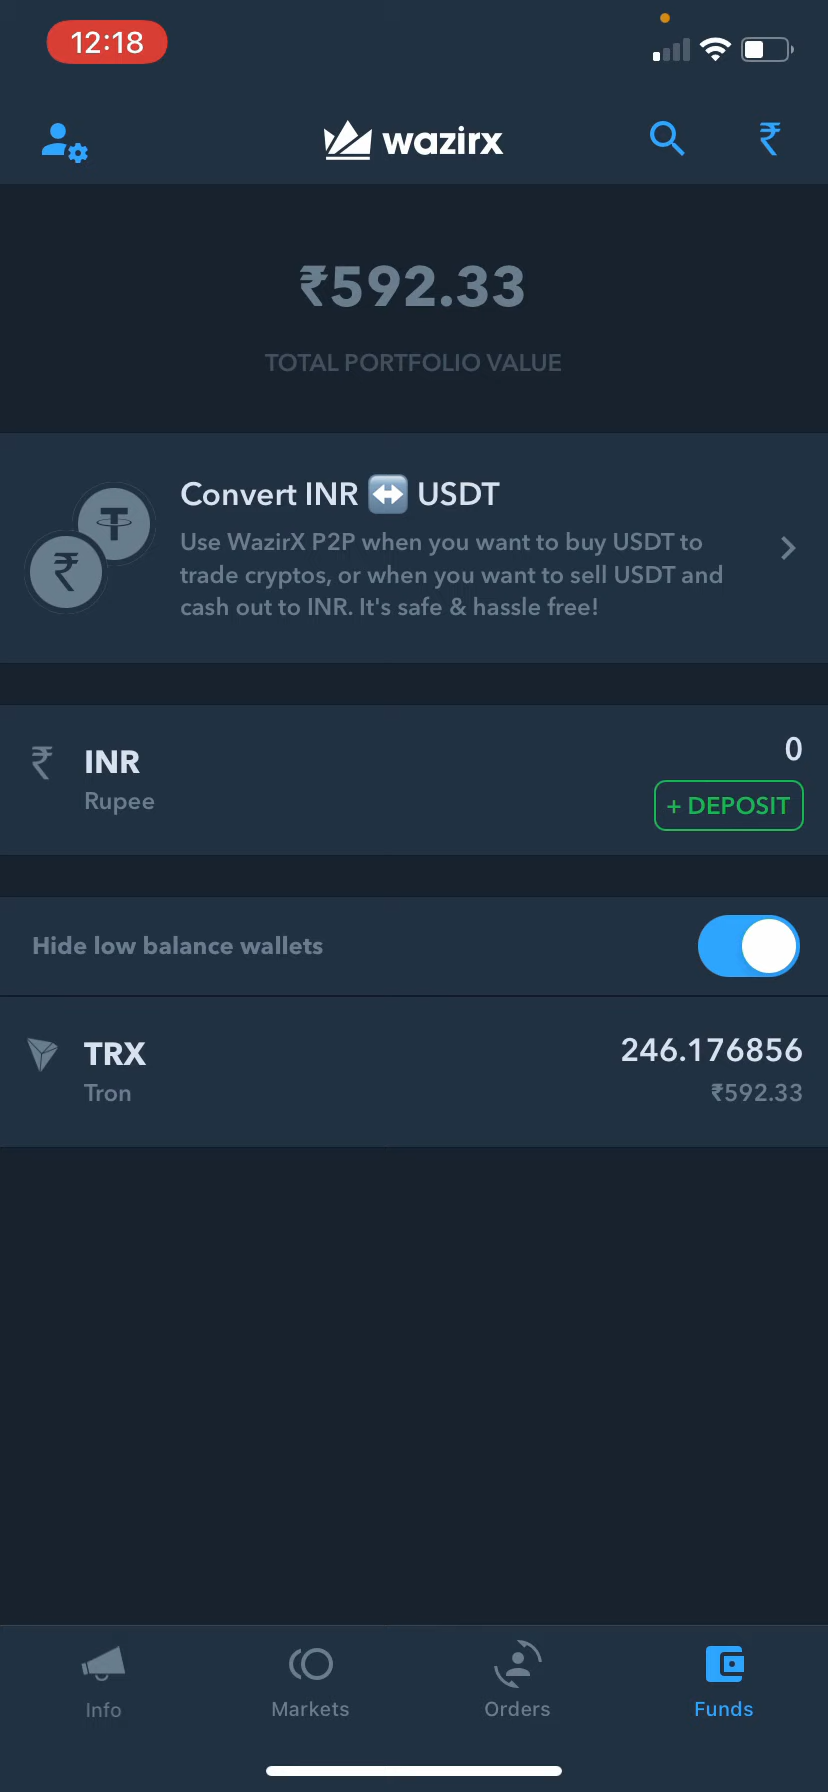 12:18
wazirx
₹
₹592.33
TOTAL PORTFOLIO VALUE
Convert INR ↔️ USDT
Use WazirX P2P when you want to buy USDT to
trade cryptos, or when you want to sell USDT and
cash out to INR. It's safe & hassle free!
₹ INR
0
Rupee
+ DEPOSIT
Hide low balance wallets
TRX
246.176856
Tron
₹592.33
Info
Markets
Orders
Funds